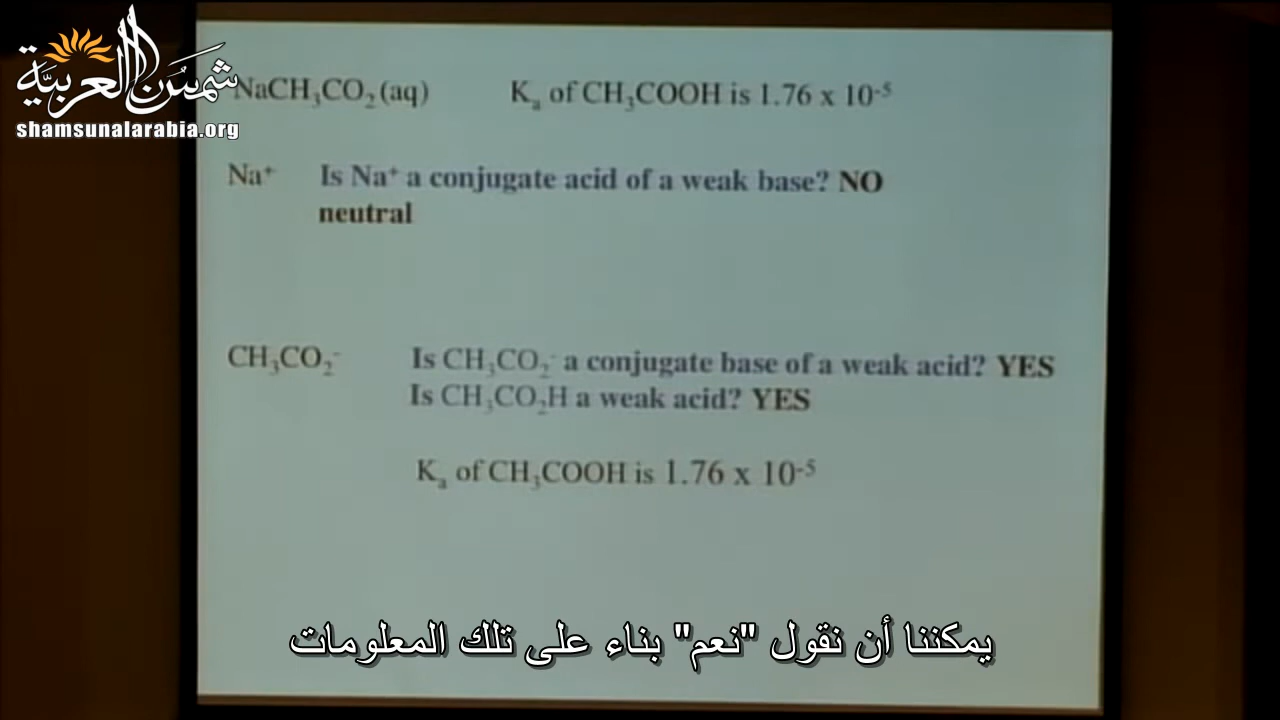 شمس العربية
shamsunalarabia.org
NaCH₃CO₂(aq) Kₐ of CH₃COOH is 1.76 x 10⁻⁵
Na⁺ Is Na⁺ a conjugate acid of a weak base? NO
neutral
CH₃CO₂⁻ Is CH₃CO₂⁻ a conjugate base of a weak acid? YES
Is CH₃CO₂H a weak acid? YES
Kₐ of CH₃COOH is 1.76 x 10⁻⁵
يمكننا أن نقول "نعم" بناء على تلك المعلومات